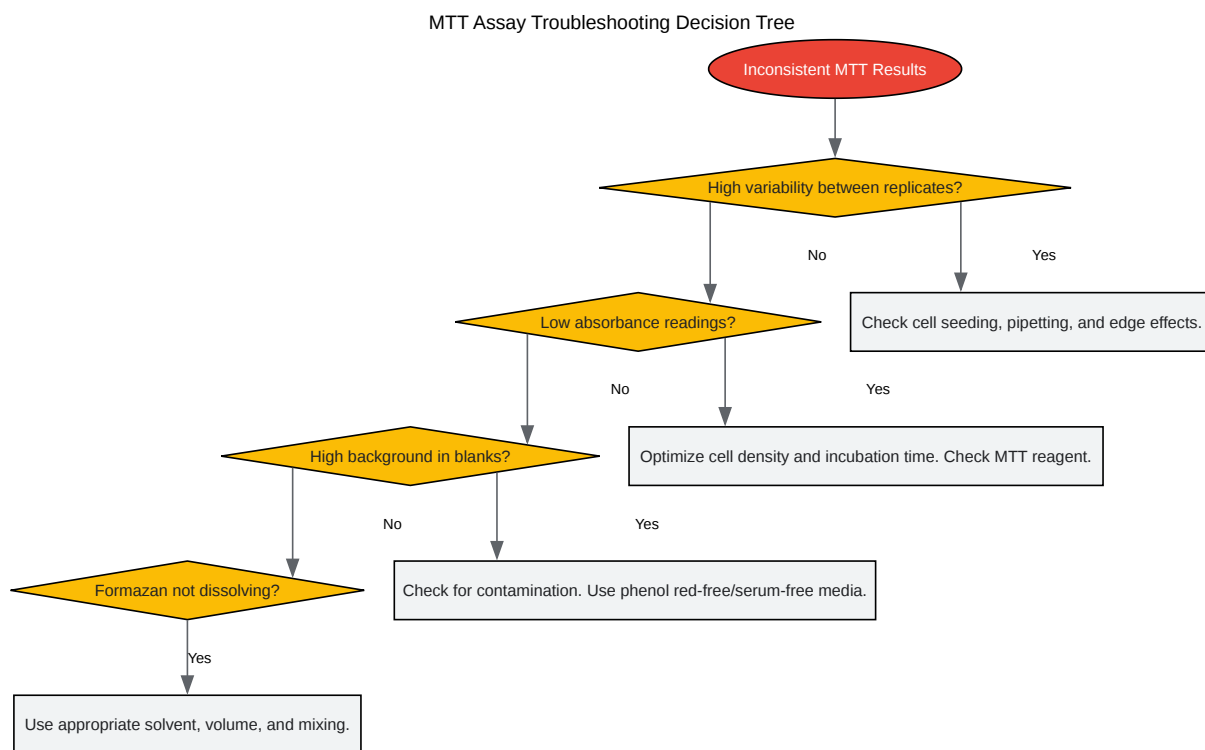 MTT Assay Troubleshooting Decision Tree
Inconsistent MTT Results
High variability between replicates?
No
Yes
Low absorbance readings?
Check cell seeding, pipetting, and edge effects.
No
Yes
High background in blanks?
Optimize cell density and incubation time. Check MTT reagent.
No
Yes
Formazan not dissolving?
Check for contamination. Use phenol red-free/serum-free media.
Yes
Use appropriate solvent, volume, and mixing.